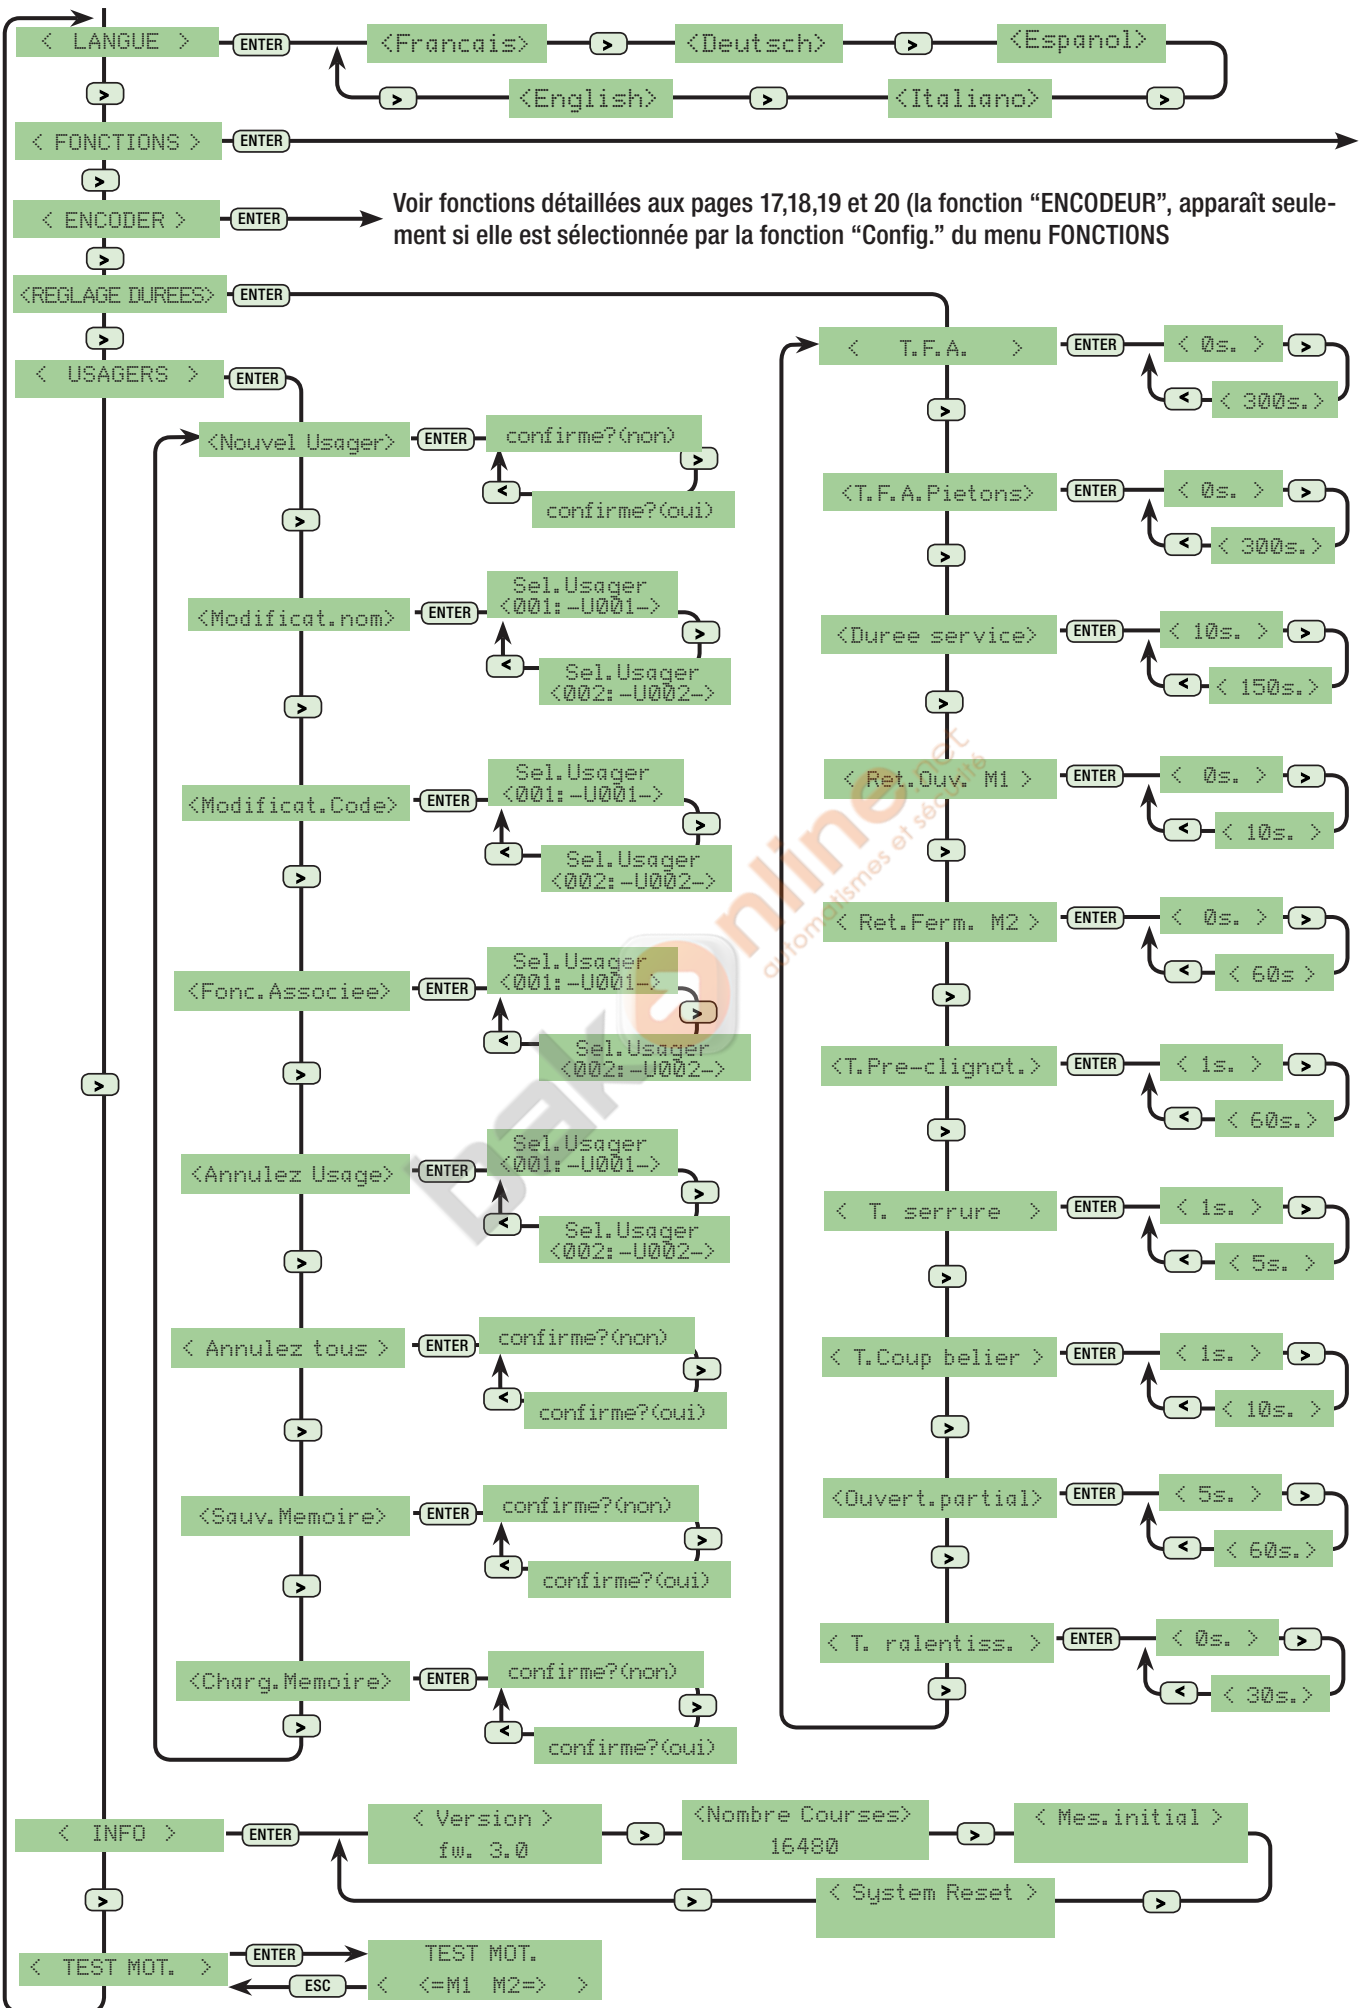 < LANGUE >
ENTER
<Francais>
>
<Deutsch>
>
<Espanol>
>
>
<English>
>
<Italiano>
>
< FONCTIONS >
ENTER
>
< ENCODER >
ENTER
Voir fonctions détaillées aux pages 17,18,19 et 20 (la fonction “ENCODEUR”, apparaît seule-
ment si elle est sélectionnée par la fonction “Config.” du menu FONCTIONS
>
<REGLAGE DUREES>
ENTER
>
< USAGERS >
ENTER
<Nouvel Usager>
ENTER
confirme?(non)
>
<
confirme?(oui)
>
<Modificat.nom>
ENTER
Sel.Usager
<001:-U001->
>
<
Sel.Usager
<002:-U002->
>
<Modificat.Code>
ENTER
Sel.Usager
<001:-U001->
>
<
Sel.Usager
<002:-U002->
>
<Fonc.Associee>
ENTER
Sel.Usager
<001:-U001->
>
<
Sel.Usager
<002:-U002->
>
<Annulez Usage>
ENTER
Sel.Usager
<001:-U001->
>
<
Sel.Usager
<002:-U002->
>
< Annulez tous >
ENTER
confirme?(non)
>
<
confirme?(oui)
>
<Sauv.Memoire>
ENTER
confirme?(non)
>
<
confirme?(oui)
>
<Charg.Memoire>
ENTER
confirme?(non)
>
<
confirme?(oui)
>
< T.F.A. >
ENTER
< 0s. >
>
<
< 300s.>
>
<T.F.A.Pietons>
ENTER
< 0s. >
>
<
< 300s.>
>
<Duree service>
ENTER
< 10s. >
>
<
< 150s.>
>
< Ret.Ouv. M1 >
ENTER
< 0s. >
>
<
< 10s. >
>
< Ret.Ferm. M2 >
ENTER
< 0s. >
>
<
< 60s >
>
<T.Pre-clignot.>
ENTER
< 1s. >
>
<
< 60s.>
>
< T. serrure >
ENTER
< 1s. >
>
<
< 5s. >
>
< T.Coup belier >
ENTER
< 1s. >
>
<
< 10s. >
>
<Ouvert.partial>
ENTER
< 5s. >
>
<
< 60s.>
>
< T. ralentiss. >
ENTER
< 0s. >
>
<
< 30s.>
>
bak online.net
automatismes et sécurité
>
< INFO >
ENTER
< Version >
fw. 3.0
>
<Nombre Courses>
16480
>
< Mes.initial >
>
< System Reset >
>
>
< TEST MOT. >
ENTER
ESC
TEST MOT.
< <=M1 M2=> >